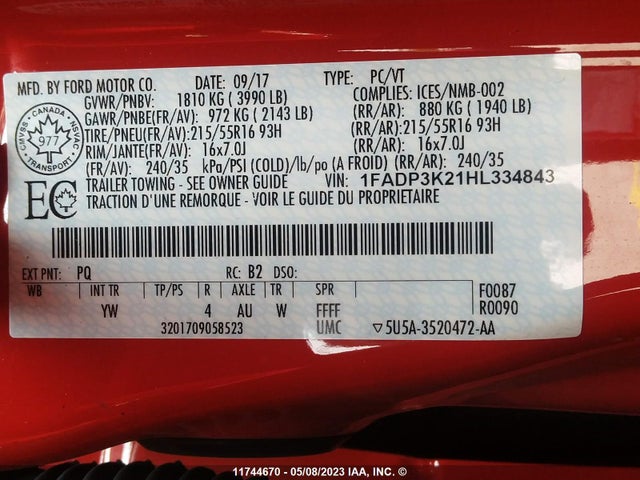 MFD. BY FORD MOTOR CO. DATE: 09/17 TYPE: PC/VT
GVWR/PNBV: 1810 KG ( 3990 LB) COMPLIES: ICES/NMB-002
GAWR/PNBE(FR/AV): 972 KG ( 2143 LB) (RR/AR): 880 KG ( 1940 LB)
TIRE/PNEU(FR/AV):215/55R16 93H (RR/AR):215/55R16 93H
RIM/JANTE(FR/AV): 16x7.0J (RR/AR): 16x7.0J
(FR/AV): 240/35 kPa/PSI (COLD)/lb/po (A FROID) / (RR/AR): 240/35
TRAILER TOWING - SEE OWNER GUIDE VIN: 1FADP3K21HL334843
TRACTION D'UNE REMORQUE - VOIR LE GUIDE DU PROPRIETAIRE
CANADA
CMVSS NSVAC
977
TRANSPORT
EC
EXT PNT: PQ RC: B2 DSO:
WB INT TR TP/PS R AXLE TR SPR F0087
YW 4 AU W FFFF R0090
3201709058523 UMC ▽5U5A-3520472-AA
11744670 - 05/08/2023 IAA, INC. ©